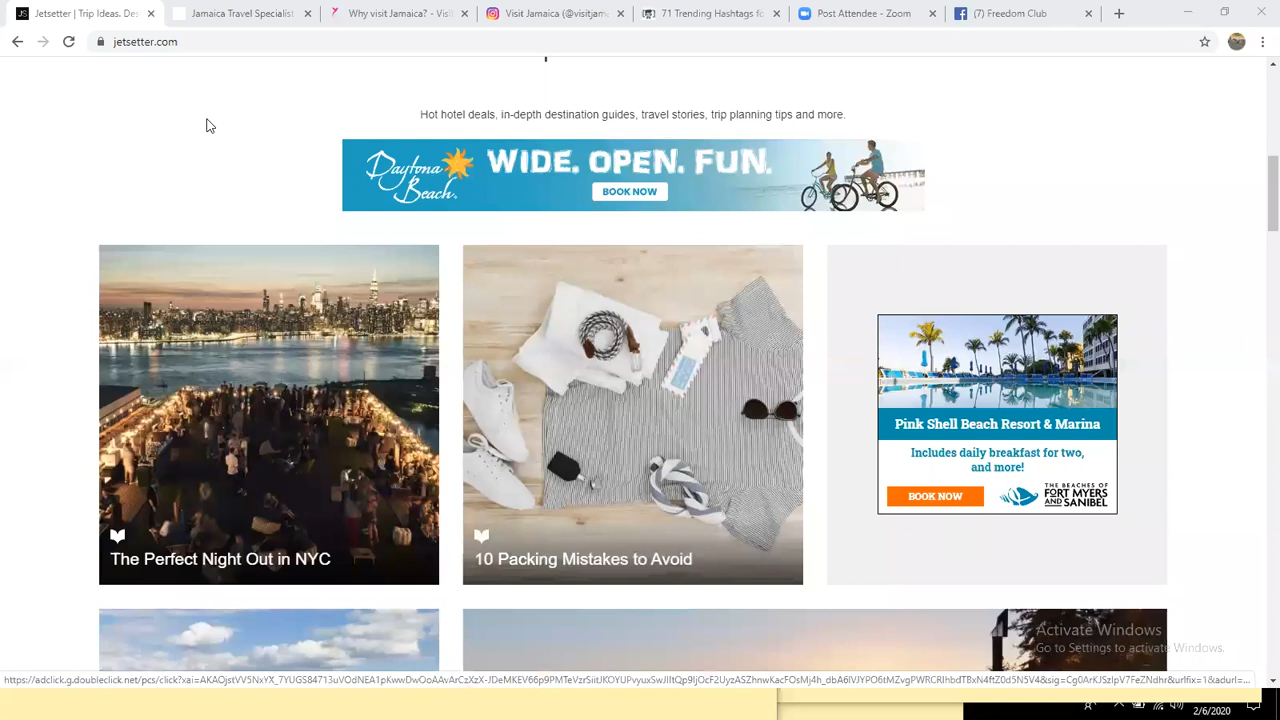 JS Jetsetter | Trip Ideas. Des
Jamaica Travel Specialist
Why visit Jamaica? - Vis
Visit Jamaica (@visitjam
71 Trending Hashtags fo
Post Attendee - Zoom
(7) Freedom Club
jetsetter.com
Hot hotel deals, in-depth destination guides, travel stories, trip planning tips and more.
Daytona
Beach.
WIDE. OPEN. FUN.
BOOK NOW
The Perfect Night Out in NYC
10 Packing Mistakes to Avoid
Pink Shell Beach Resort & Marina
Includes daily breakfast for two,
and more!
BOOK NOW
THE BEACHES OF
FORT MYERS
AND SANIBEL
Activate Windows
Go to Settings to activate Windows.
2/6/2020